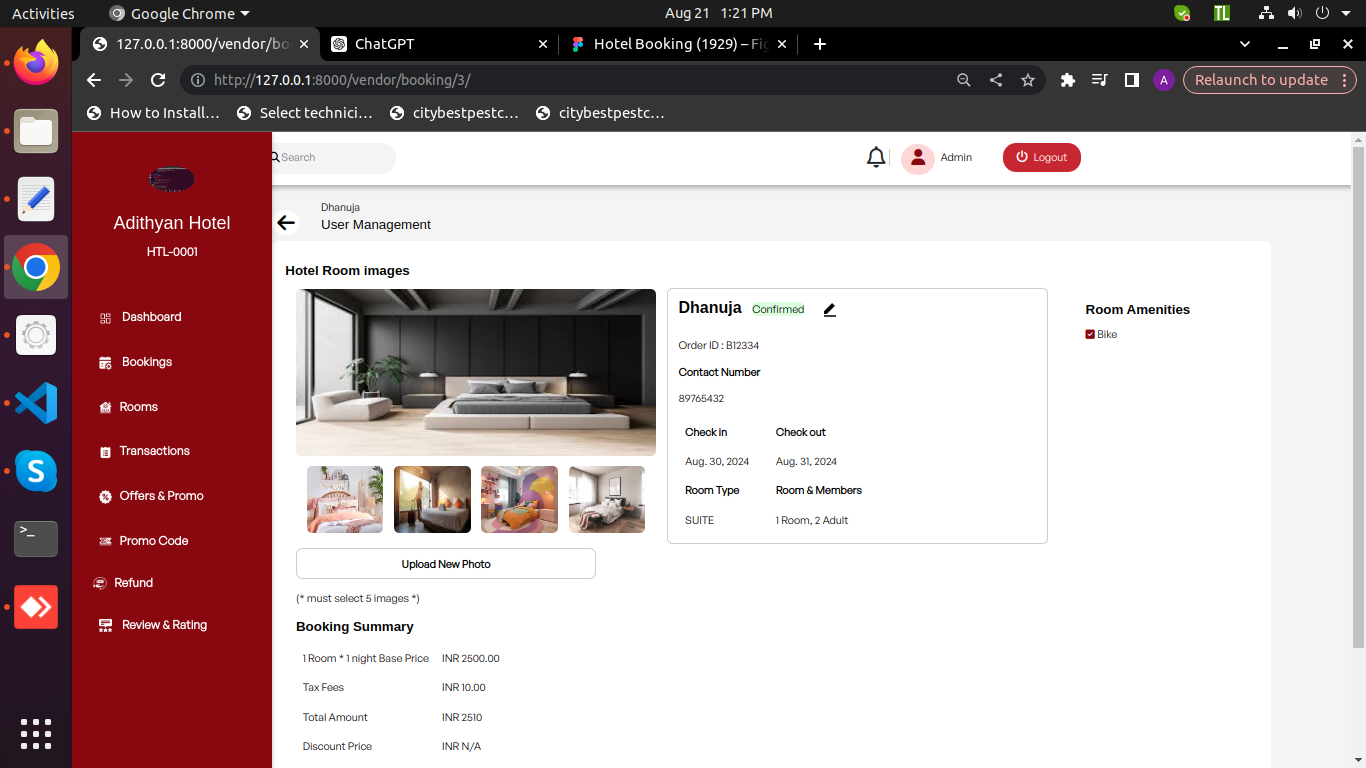 Activities
Google Chrome
Aug 21 1:21 PM
TL
127.0.0.1:8000/vendor/bo
ChatGPT
Hotel Booking (1929) – Fig
http://127.0.0.1:8000/vendor/booking/3/
A
Relaunch to update
How to Install…
Select technici…
citybestpestc…
citybestpestc…
Search
Admin
Logout
Adithyan Hotel
HTL-0001
Dashboard
Bookings
Rooms
Transactions
Offers & Promo
Promo Code
Refund
Review & Rating
Dhanuja
User Management
Hotel Room images
Upload New Photo
(* must select 5 images *)
Dhanuja Confirmed
Order ID : B12334
Contact Number
89765432
Check in Check out
Aug. 30, 2024 Aug. 31, 2024
Room Type Room & Members
SUITE 1 Room, 2 Adult
Room Amenities
Bike
Booking Summary
1 Room * 1 night Base Price INR 2500.00
Tax Fees INR 10.00
Total Amount INR 2510
Discount Price INR N/A